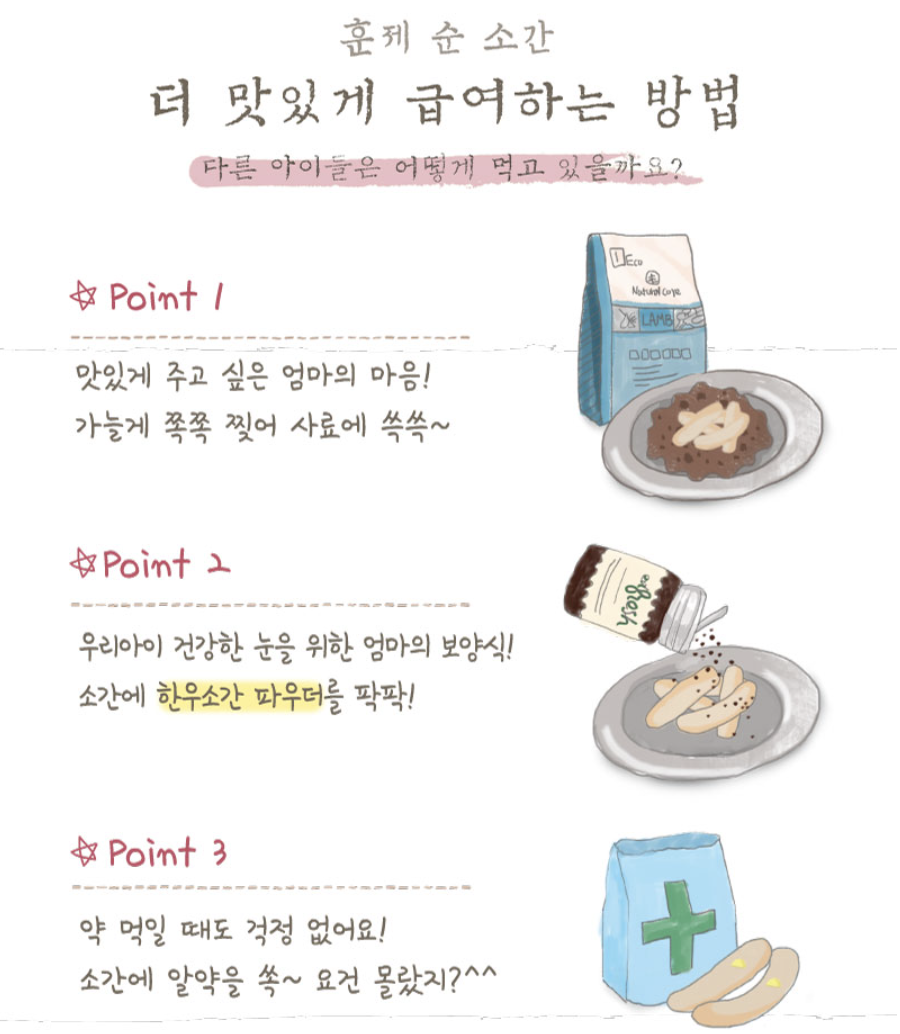 훈제 순 소간
더 맛있게 급여하는 방법
다른 아이들은 어떻게 먹고 있을까요?
Point 1
맛있게 주고 싶은 엄마의 마음!
가늘게 쪽쪽 찢어 사료에 쓱쓱~
Eco
Natural Core
LAMB
Point 2
우리아이 건강한 눈을 위한 엄마의 보양식!
소간에 한우소간 파우더를 팍팍!
fresh
Point 3
약 먹일 때도 걱정 없어요!
소간에 알약을 쏙~ 요건 몰랐지?^^